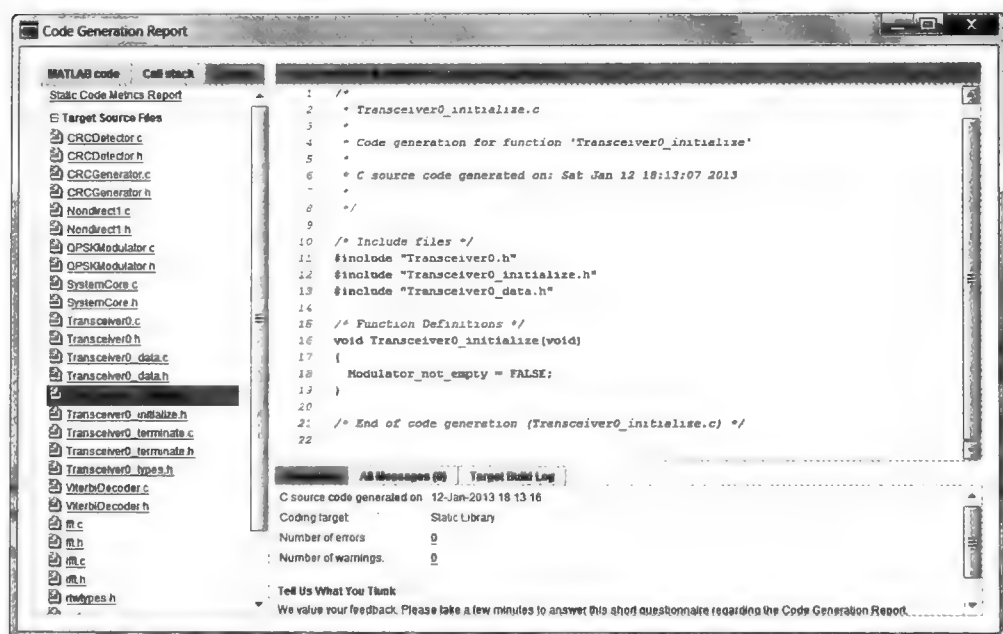 Code Generation Report
MATLAB code Call stack
Static Code Metrics Report
Target Source Files
CRCDetector.c
CRCDetector.h
CRCGenerator.c
CRCGenerator.h
Nondirect1.c
Nondirect1.h
QPSKModulator.c
QPSKModulator.h
SystemCore.c
SystemCore.h
Transceiver0.c
Transceiver0.h
Transceiver0_data.c
Transceiver0_data.h
Transceiver0_initialize.h
Transceiver0_terminate.c
Transceiver0_terminate.h
Transceiver0_types.h
ViterbiDecoder.c
ViterbiDecoder.h
fft.c
fft.h
rtwtypes.h
1 /*
2 * Transceiver0_initialize.c
3 *
4 * Code generation for function 'Transceiver0_initialize'
5 *
6 * C source code generated on: Sat Jan 12 18:13:07 2013
*
8 */
9
10 /* Include files */
11 #include "Transceiver0.h"
12 #include "Transceiver0_initialize.h"
13 #include "Transceiver0_data.h"
14
15 /* Function Definitions */
16 void Transceiver0_initialize(void)
17 {
18 Modulator_not_empty = FALSE;
19 }
20
21 /* End of code generation (Transceiver0_initialize.c) */
22
All Messages (0) Target Build Log
C source code generated on 12-Jan-2013 18 13 16
Coding target Static Library
Number of errors 0
Number of warnings. 0
Tell Us What You Think
We value your feedback. Please take a few minutes to answer this short questionnaire regarding the Code Generation Report.